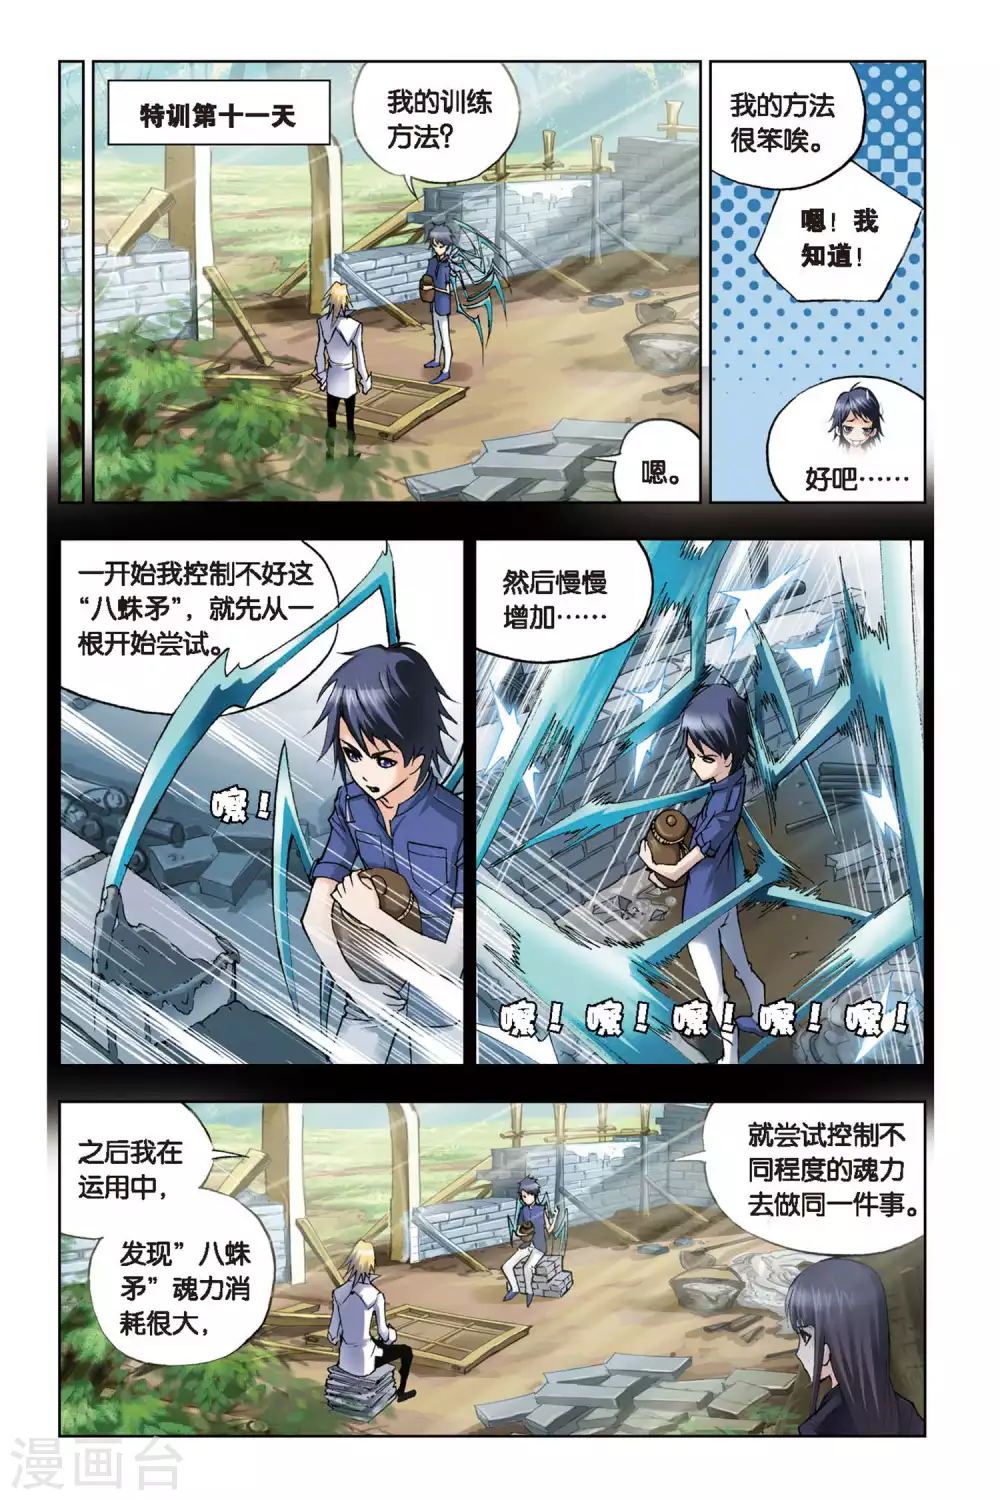 特训第十一天
我的训练
方法？
嗯。
我的方法
很笨唉。
嗯！我
知道！
好吧……
一开始我控制不好这
“八蛛矛”，就先从一
根开始尝试。
嚓！
然后慢慢
增加……
嚓！嚓！嚓！嚓！嚓！
之后我在
运用中，
发现”八蛛
矛”魂力消
耗很大，
就尝试控制不
同程度的魂力
去做同一件事。
漫画台